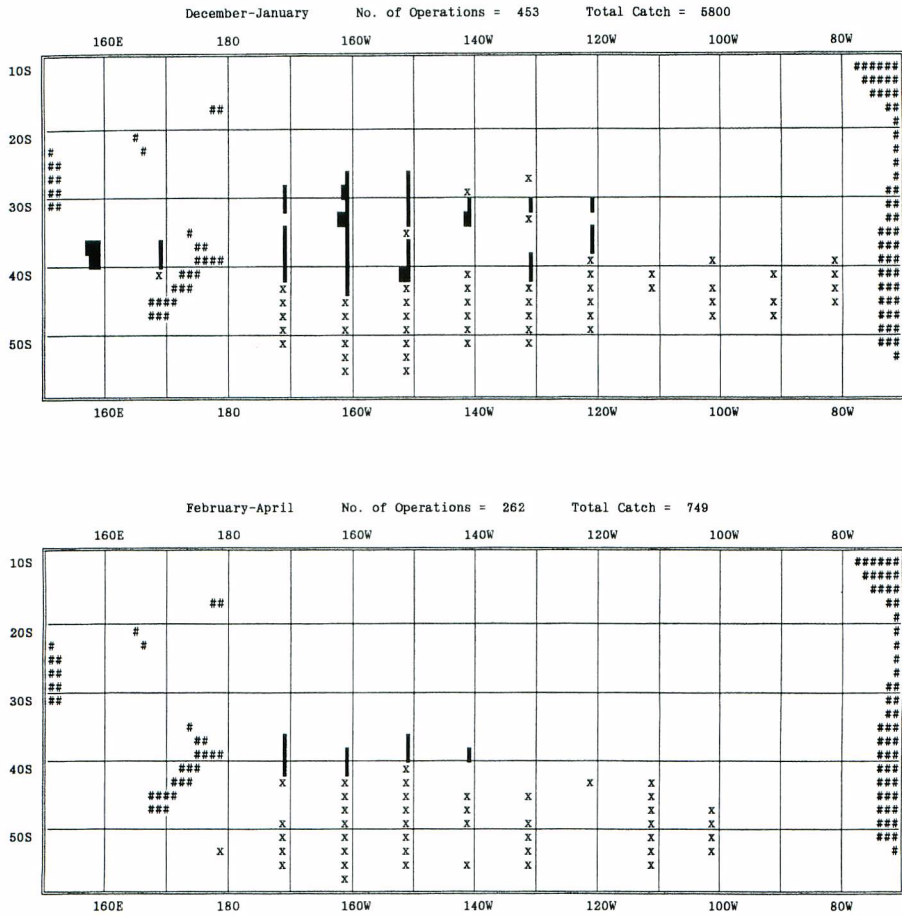 December-January No. of Operations = 453 Total Catch = 5800
160E 180 160W 140W 120W 100W 80W
10S
20S
30S
40S
50S
160E 180 160W 140W 120W 100W 80W
February-April No. of Operations = 262 Total Catch = 749
160E 180 160W 140W 120W 100W 80W
10S
20S
30S
40S
50S
160E 180 160W 140W 120W 100W 80W